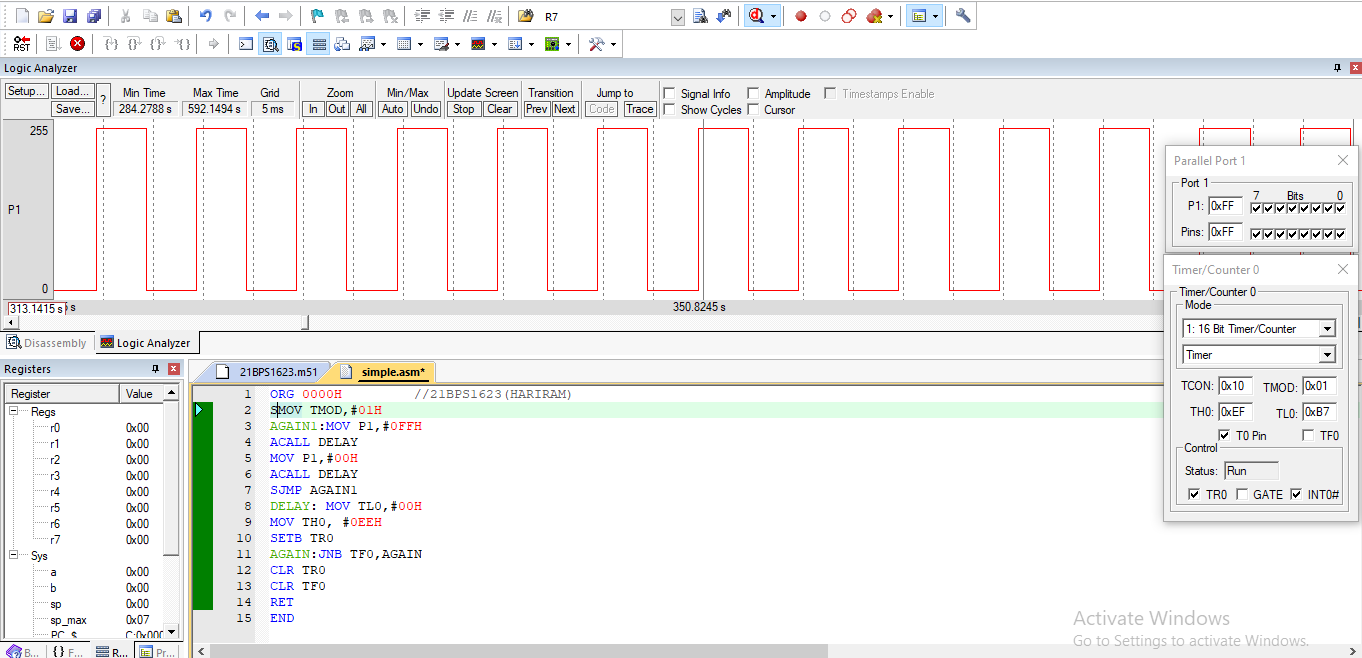 R7
RST
Logic Analyzer
Setup... Load... ? Min Time Max Time Grid Zoom Min/Max Update Screen Transition Jump to Signal Info Amplitude Timestamps Enable
Save... 284.2788 s 592.1494 s 5 ms In Out All Auto Undo Stop Clear Prev Next Code Trace Show Cycles Cursor
255
P1
0
313.1415 s s 350.8245 s
Disassembly Logic Analyzer
Parallel Port 1
Port 1
7 Bits 0
P1: 0xFF
Pins: 0xFF
Timer/Counter 0
Timer/Counter 0
Mode
1: 16 Bit Timer/Counter
Timer
TCON: 0x10 TMOD: 0x01
TH0: 0xEF TL0: 0xB7
T0 Pin TF0
Control
Status: Run
TR0 GATE INT0#
Registers
Register Value
Regs
r0 0x00
r1 0x00
r2 0x00
r3 0x00
r4 0x00
r5 0x00
r6 0x00
r7 0x00
Sys
a 0x00
b 0x00
sp 0x00
sp_max 0x07
PC $ C:0x000
B... {} F... R... Pr...
21BPS1623.m51 simple.asm*
1 ORG 0000H //21BPS1623(HARIRAM)
2 SMOV TMOD,#01H
3 AGAIN1:MOV P1,#0FFH
4 ACALL DELAY
5 MOV P1,#00H
6 ACALL DELAY
7 SJMP AGAIN1
8 DELAY: MOV TL0,#00H
9 MOV TH0, #0EEH
10 SETB TR0
11 AGAIN:JNB TF0,AGAIN
12 CLR TR0
13 CLR TF0
14 RET
15 END
Activate Windows
Go to Settings to activate Windows.